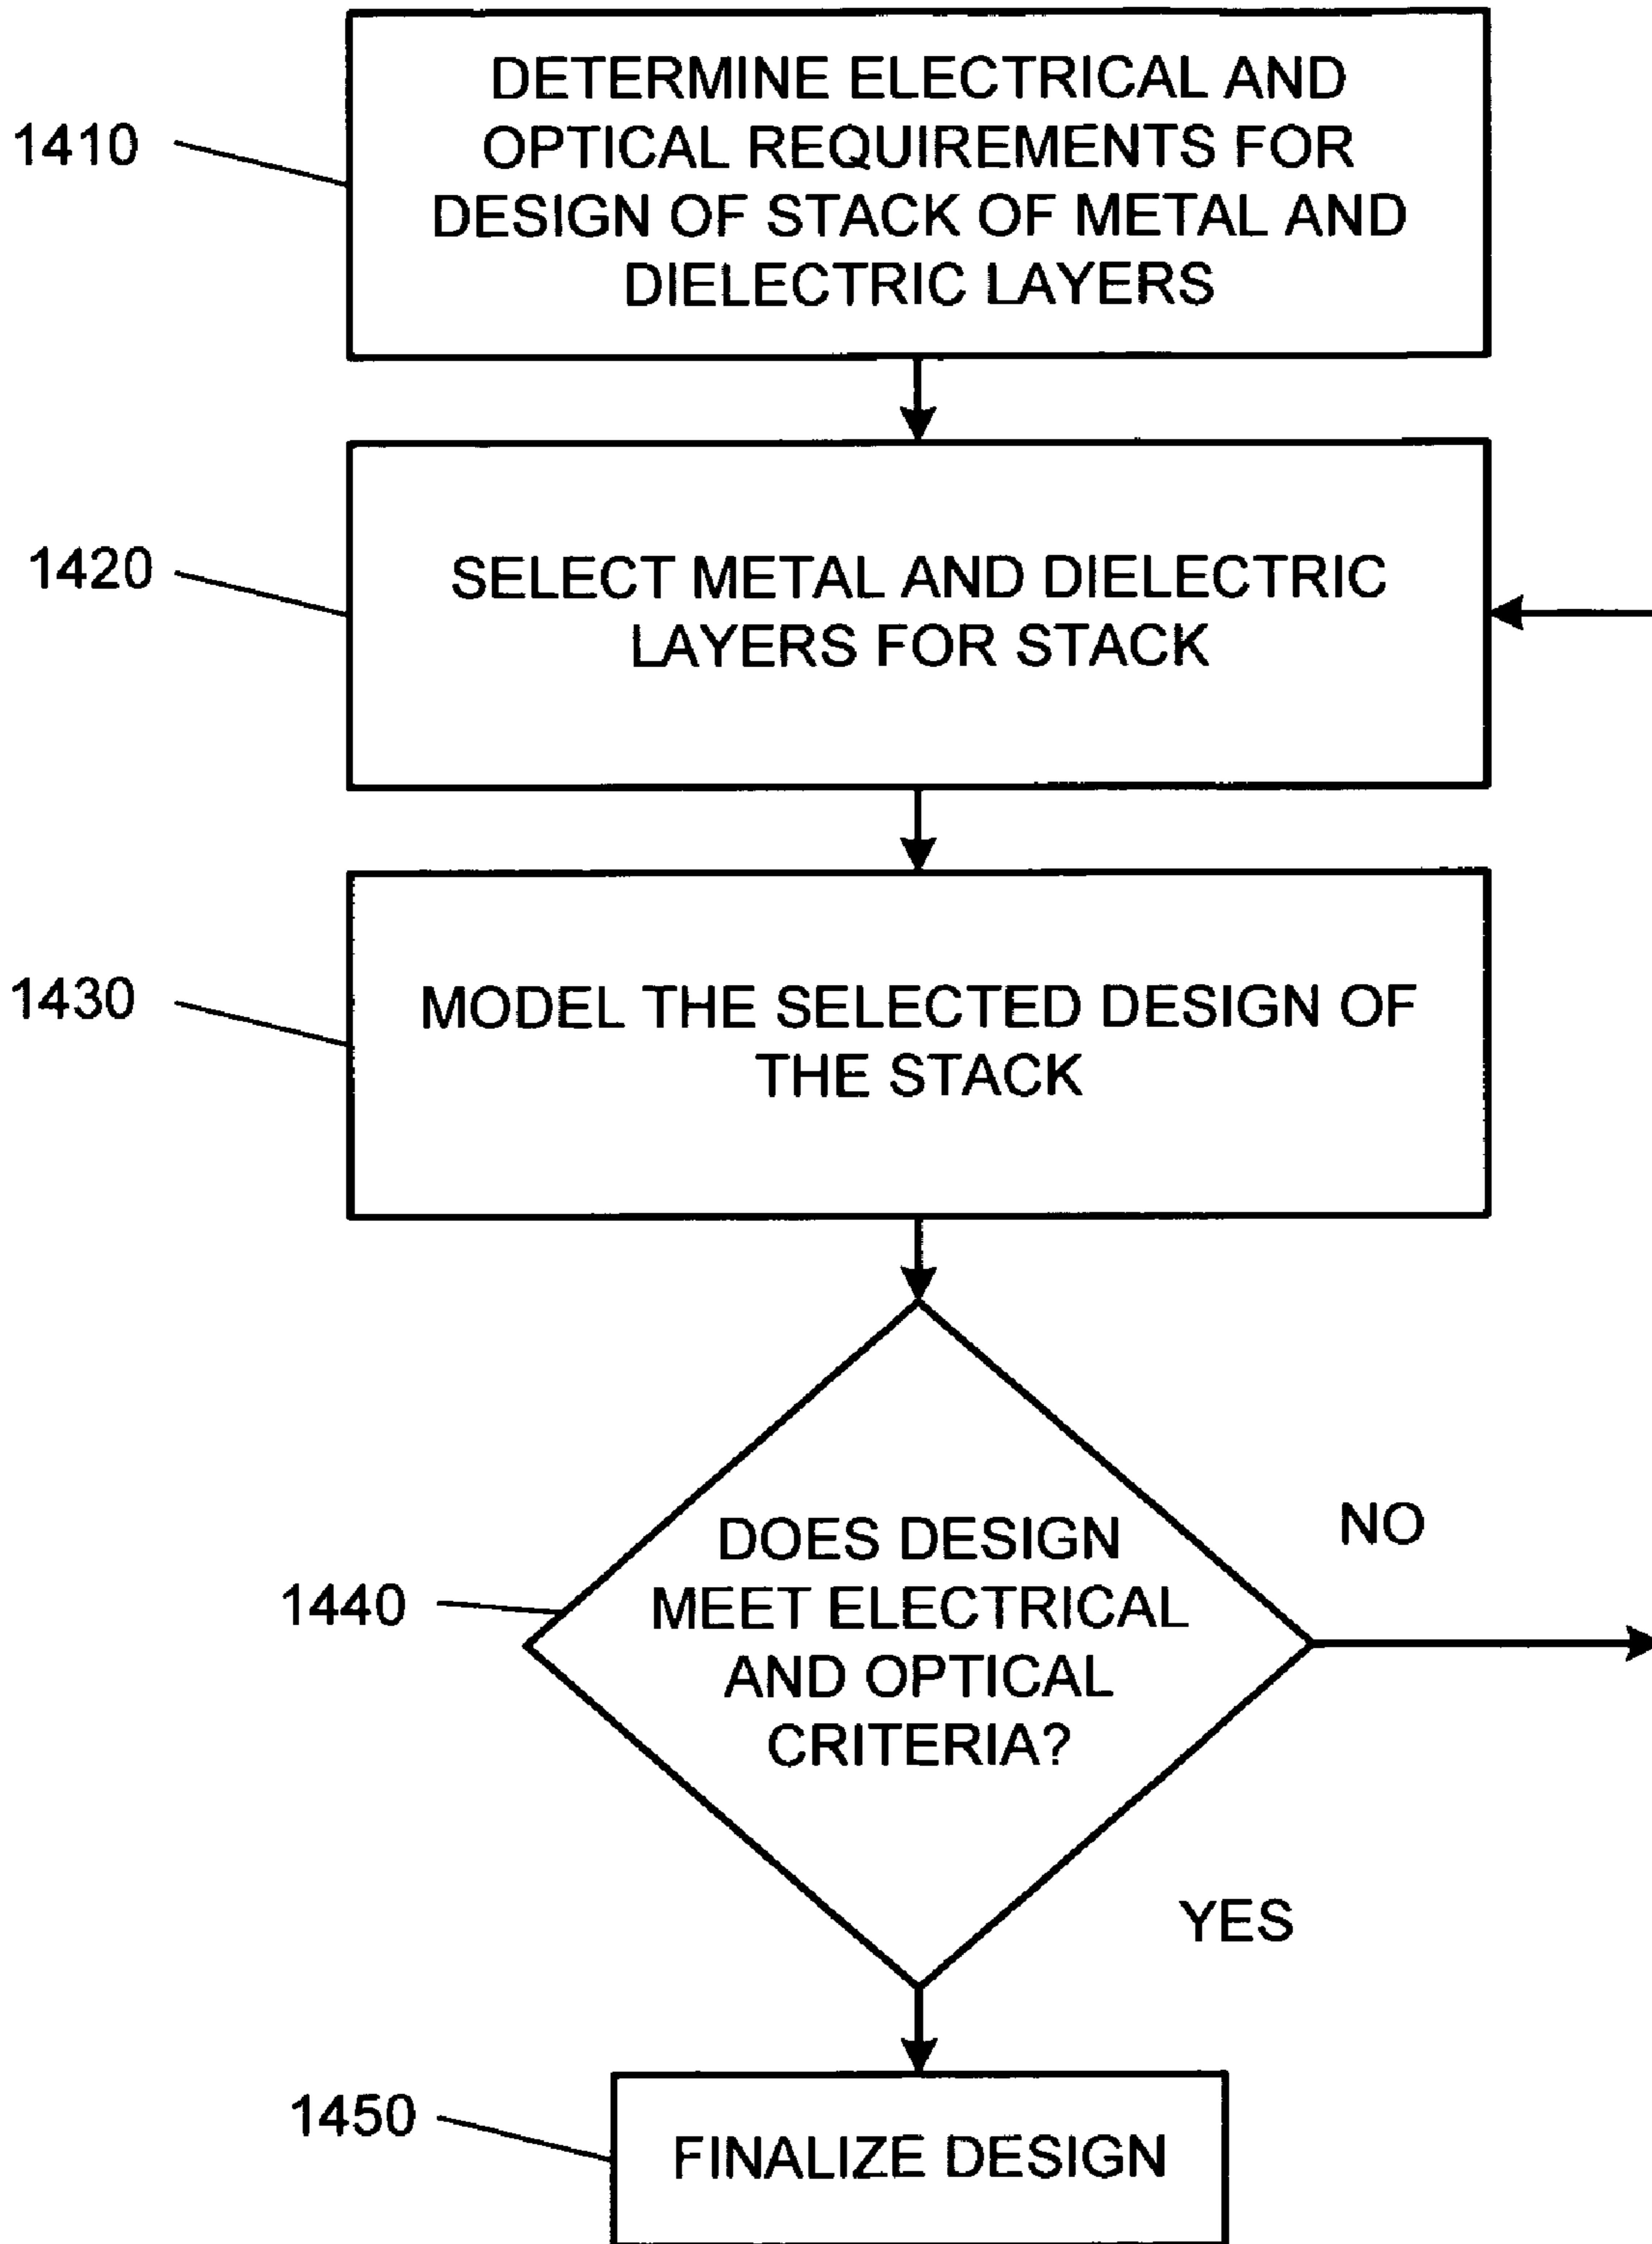 1410
DETERMINE ELECTRICAL AND
OPTICAL REQUIREMENTS FOR
DESIGN OF STACK OF METAL AND
DIELECTRIC LAYERS
1420
SELECT METAL AND DIELECTRIC
LAYERS FOR STACK
1430
MODEL THE SELECTED DESIGN OF
THE STACK
1440
DOES DESIGN
MEET ELECTRICAL
AND OPTICAL
CRITERIA?
NO
YES
1450
FINALIZE DESIGN